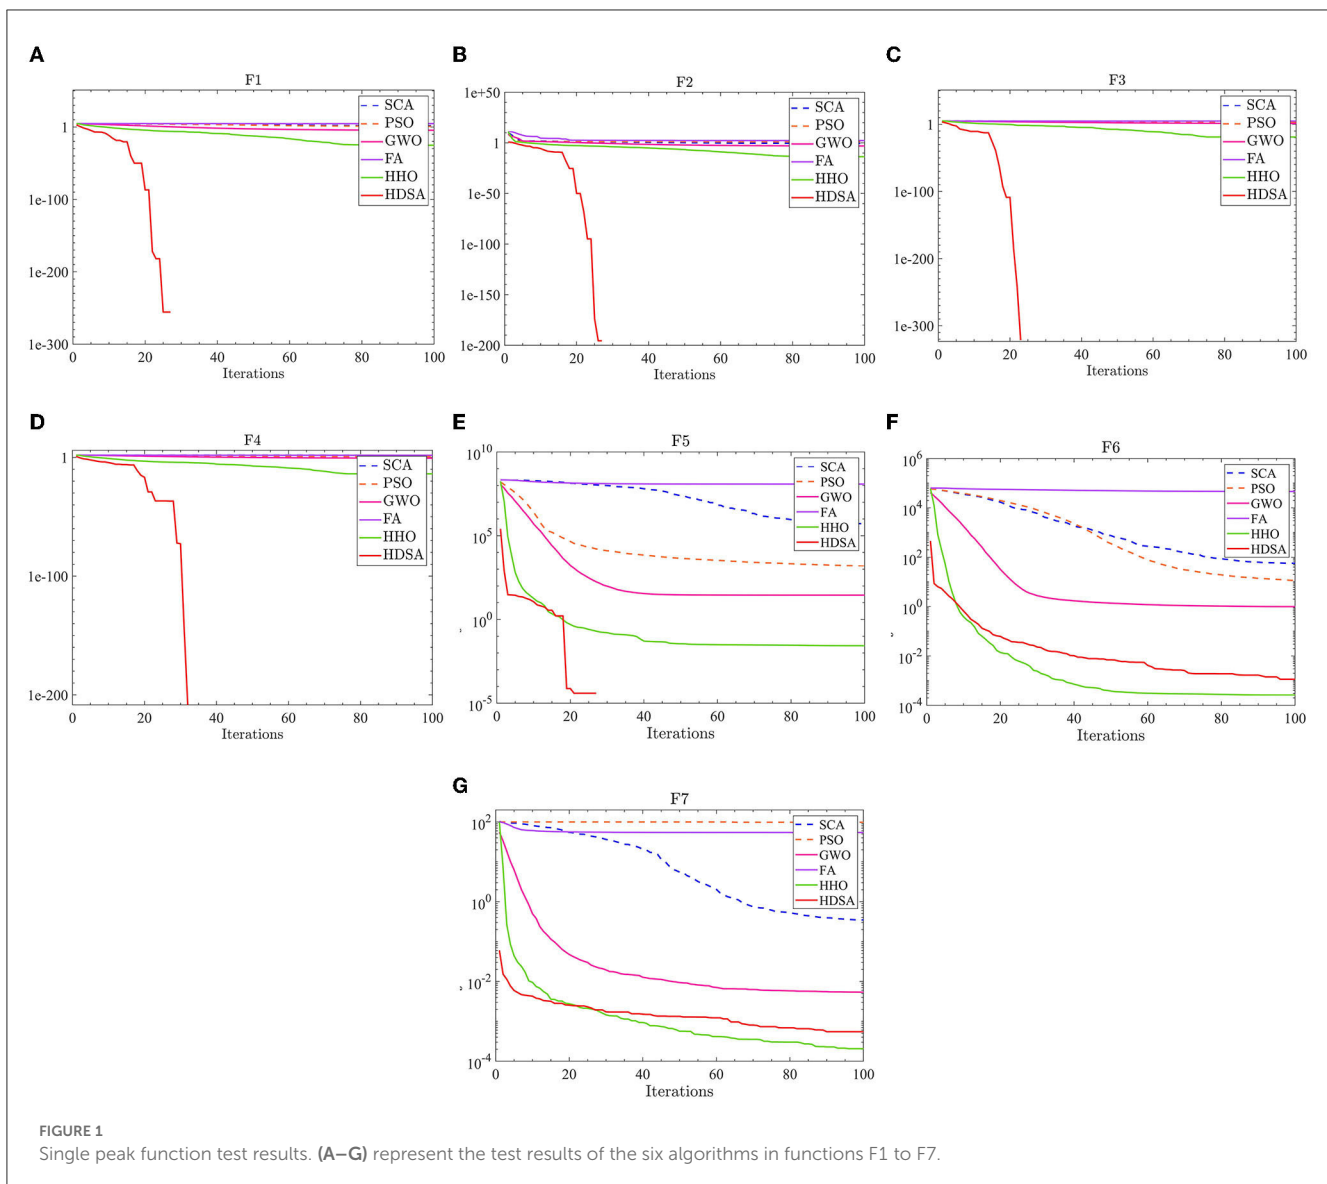 A
F1
1
1e-100
1e-200
1e-300
0 20 40 60 80 100
Iterations
SCA
PSO
GWO
FA
HHO
HDSA
B
F2
1e+50
1
1e-50
1e-100
1e-150
1e-200
0 20 40 60 80 100
Iterations
SCA
PSO
GWO
FA
HHO
HDSA
C
F3
1
1e-100
1e-200
1e-300
0 20 40 60 80 100
Iterations
SCA
PSO
GWO
FA
HHO
HDSA
D
F4
1
1e-100
1e-200
0 20 40 60 80 100
Iterations
SCA
PSO
GWO
FA
HHO
HDSA
E
F5
10^10
10^5
10^0
10^-5
0 20 40 60 80 100
Iterations
SCA
PSO
GWO
FA
HHO
HDSA
F
F6
10^6
10^4
10^2
10^0
10^-2
10^-4
0 20 40 60 80 100
Iterations
SCA
PSO
GWO
FA
HHO
HDSA
G
F7
10^2
10^0
10^-2
10^-4
0 20 40 60 80 100
Iterations
SCA
PSO
GWO
FA
HHO
HDSA
FIGURE 1
Single peak function test results. (A–G) represent the test results of the six algorithms in functions F1 to F7.